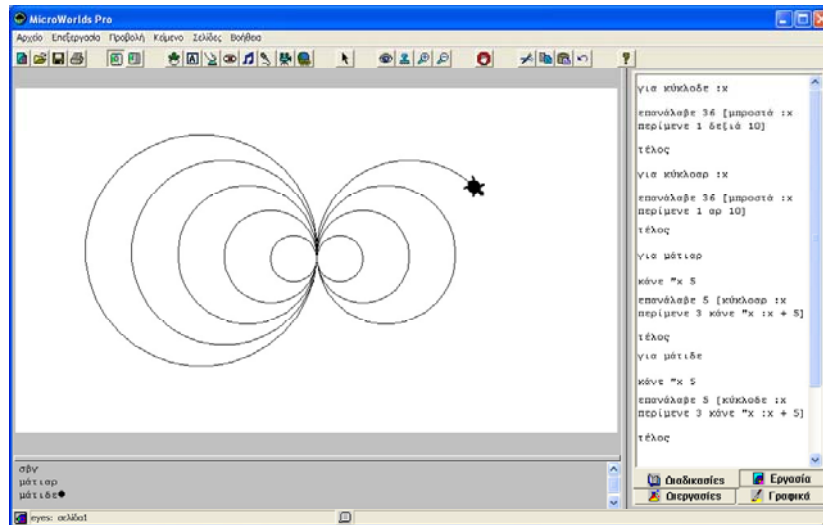 MicroWorlds Pro
Αρχείο Επεξεργασία Προβολή Κείμενο Σελίδες Βοήθεια
για κύκλοδε :x
επανάλαβε 36 [μπροστά :x
περίμενε 1 δεξιά 10]
τέλος
για κύκλοαρ :x
επανάλαβε 36 [μπροστά :x
περίμενε 1 αρ 10]
τέλος
για μάτιαρ
κάνε "x 5
επανάλαβε 5 [κύκλοαρ :x
περίμενε 3 κάνε "x :x + 5]
τέλος
για μάτιδε
κάνε "x 5
επανάλαβε 5 [κύκλοδε :x
περίμενε 3 κάνε "x :x + 5]
τέλος
σβγ
μάτιαρ
μάτιδε
Διαδικασίες Εργασία
Διεργασίες Γραφικά
eyes: σελίδα1